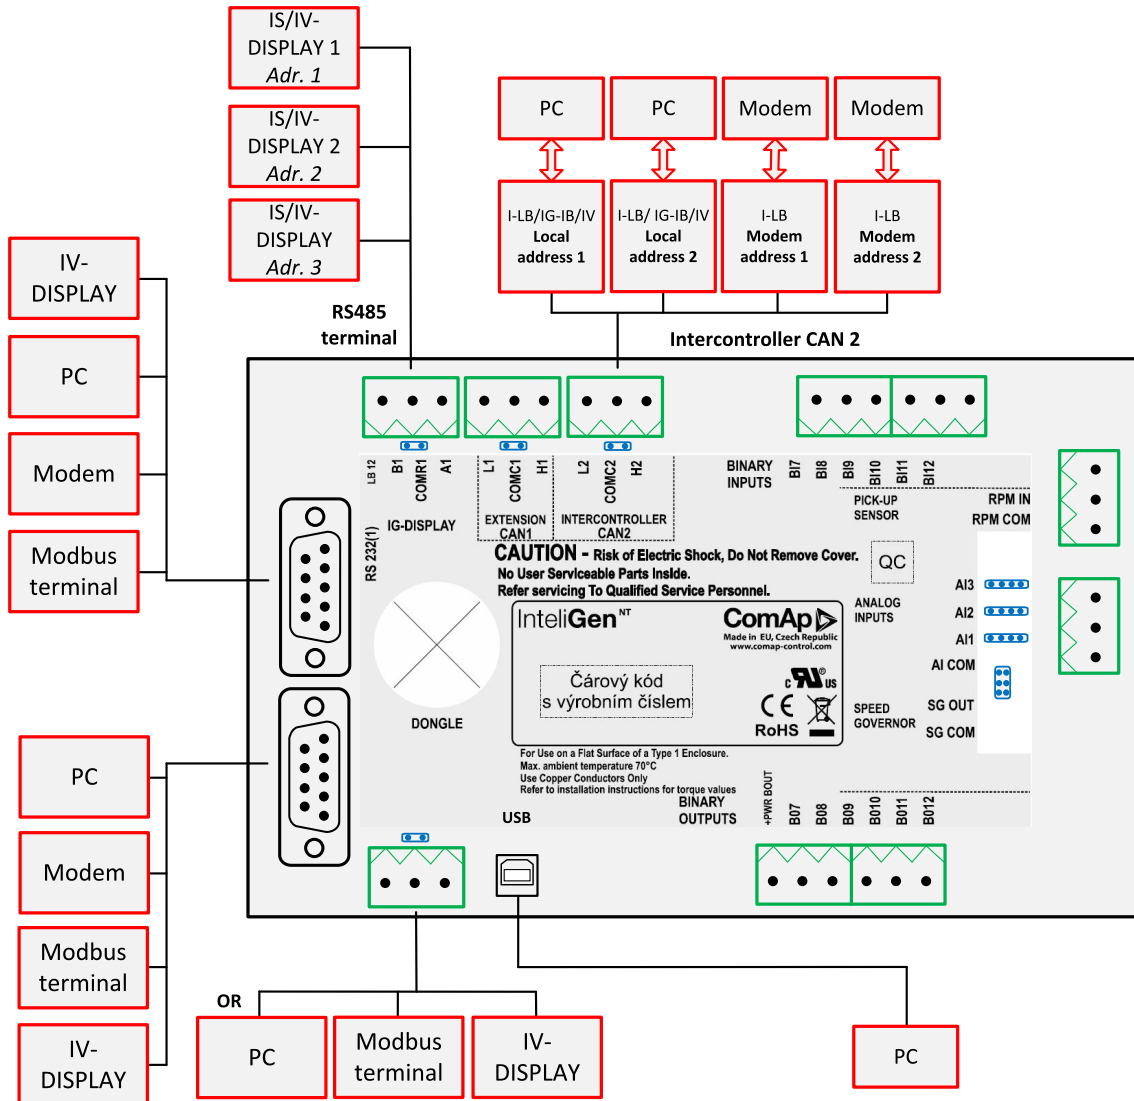 IS/IV-
DISPLAY 1
Adr. 1
IS/IV-
DISPLAY 2
Adr. 2
IS/IV-
DISPLAY
Adr. 3
PC
PC
Modem
Modem
I-LB/IG-IB/IV
Local
address 1
I-LB/ IG-IB/IV
Local
address 2
I-LB
Modem
address 1
I-LB
Modem
address 2
IV-
DISPLAY
PC
Modem
Modbus
terminal
RS485
terminal
Intercontroller CAN 2
LB 12
B1
COMR1
A1
L1
COMC1
H1
L2
COMC2
H2
IG-DISPLAY
EXTENSION
CAN1
INTERCONTROLLER
CAN2
RS 232(1)
BINARY
INPUTS
BI7
BI8
BI9
BI10
BI11
BI12
PICK-UP
SENSOR
RPM IN
RPM COM
CAUTION - Risk of Electric Shock, Do Not Remove Cover.
No User Serviceable Parts Inside.
Refer servicing To Qualified Service Personnel.
QC
InteliGen NT
ComAp
Made in EU, Czech Republic
www.comap-control.com
Čárový kód
s výrobním číslem
C UR ® US
CE
RoHS
ANALOG
INPUTS
AI3
AI2
AI1
AI COM
SPEED
GOVERNOR
SG OUT
SG COM
DONGLE
For Use on a Flat Surface of a Type 1 Enclosure.
Max. ambient temperature 70°C
Use Copper Conductors Only
Refer to installation instructions for torque values
BINARY
OUTPUTS
+PWR BOUT
B07
B08
B09
B010
B011
B012
USB
PC
Modem
Modbus
terminal
IV-
DISPLAY
OR
PC
Modbus
terminal
IV-
DISPLAY
PC